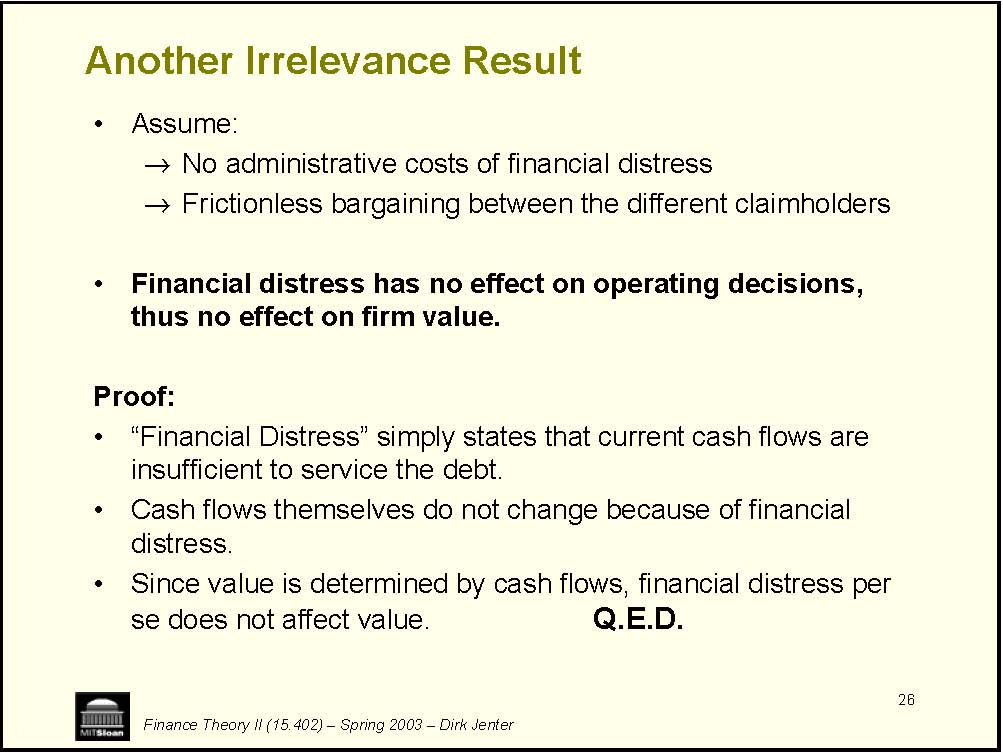 Another Irrelevance Result
• Assume:
→ No administrative costs of financial distress
→ Frictionless bargaining between the different claimholders
• Financial distress has no effect on operating decisions,
thus no effect on firm value.
Proof:
• “Financial Distress” simply states that current cash flows are
insufficient to service the debt.
• Cash flows themselves do not change because of financial
distress.
• Since value is determined by cash flows, financial distress per
se does not affect value. Q.E.D.
26
MITSloan
Finance Theory II (15.402) – Spring 2003 – Dirk Jenter